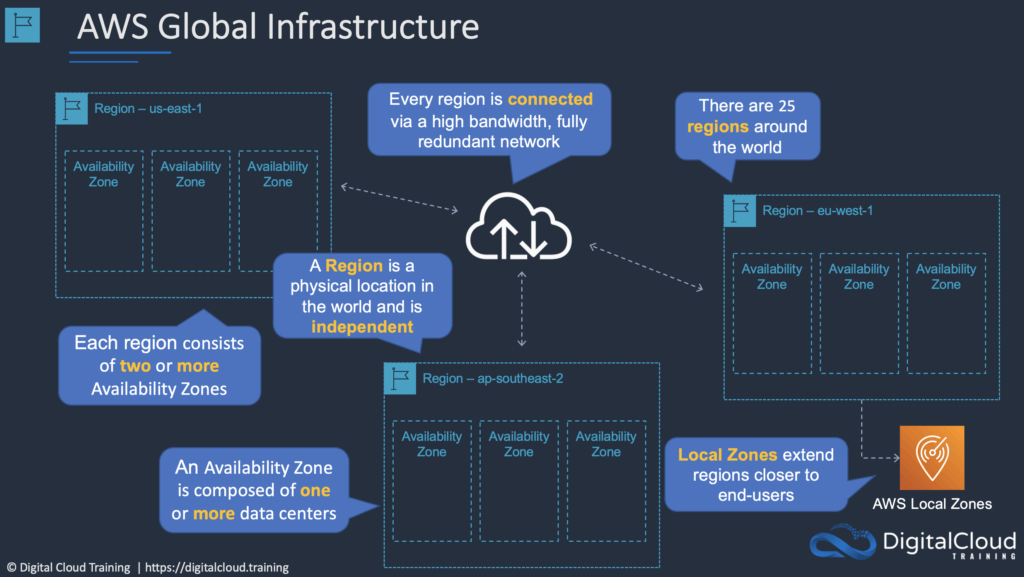 AWS Global Infrastructure
Region – us-east-1
Availability
Zone
Availability
Zone
Availability
Zone
Every region is connected
via a high bandwidth, fully
redundant network
There are 25
regions around
the world
Region – eu-west-1
Availability
Zone
Availability
Zone
Availability
Zone
A Region is a
physical location in
the world and is
independent
Each region consists
of two or more
Availability Zones
Region – ap-southeast-2
Availability
Zone
Availability
Zone
Availability
Zone
An Availability Zone
is composed of one
or more data centers
Local Zones extend
regions closer to
end-users
AWS Local Zones
DigitalCloud
TRAINING
© Digital Cloud Training | https://digitalcloud.training